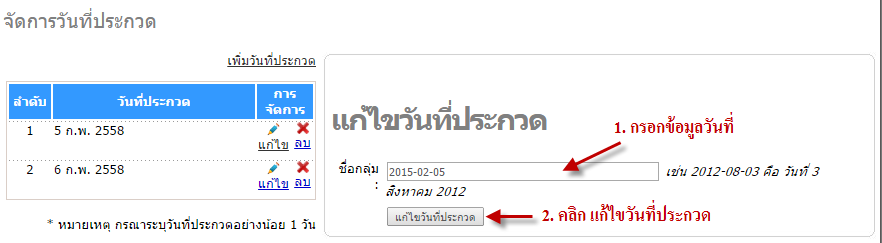 จัดการวันที่ประกวด
เพิ่มวันที่ประกวด
ลำดับ วันที่ประกวด การจัดการ
1 5 ก.พ. 2558 แก้ไข ลบ
2 6 ก.พ. 2558 แก้ไข ลบ
* หมายเหตุ กรุณาระบุวันที่ประกวดอย่างน้อย 1 วัน
แก้ไขวันที่ประกวด
1. กรอกข้อมูลวันที่
ชื่อกลุ่ม : 2015-02-05 เช่น 2012-08-03 คือ วันที่ 3
สิงหาคม 2012
แก้ไขวันที่ประกวด 2. คลิก แก้ไขวันที่ประกวด